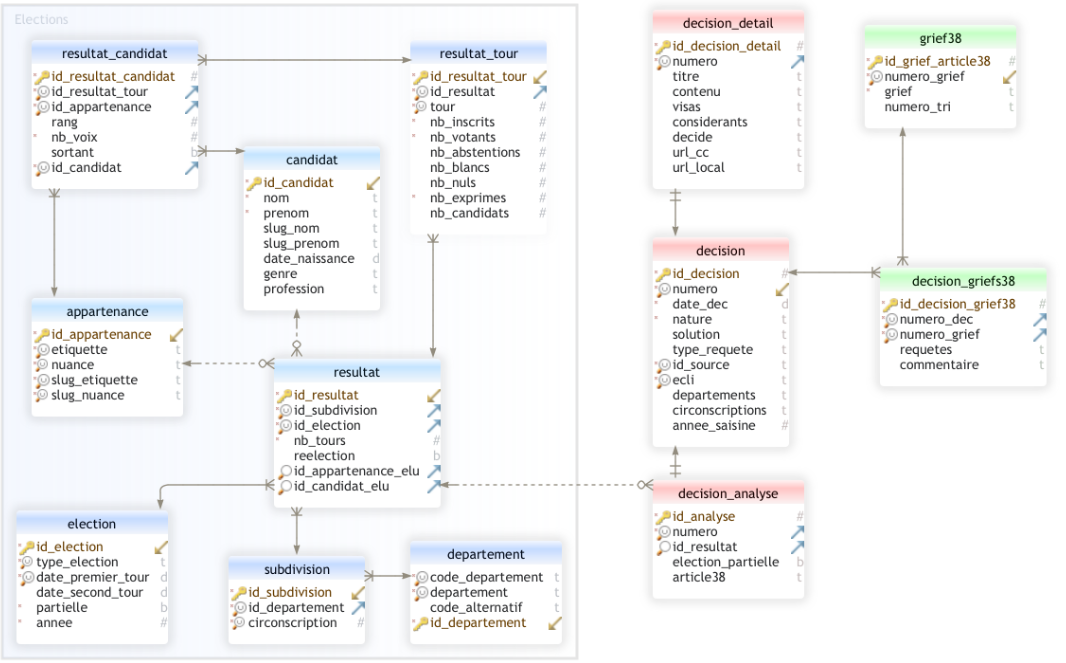 Elections
resultat_candidat
id_resultat_candidat #
id_resultat_tour
id_appartenance
rang #
nb_voix #
sortant b
id_candidat
resultat_tour
id_resultat_tour
id_resultat
tour #
nb_inscrits #
nb_votants #
nb_abstentions #
nb_blancs #
nb_nuls #
nb_exprimes #
nb_candidats #
candidat
id_candidat
nom t
prenom t
slug_nom t
slug_prenom t
date_naissance d
genre t
profession t
appartenance
id_appartenance
etiquette t
nuance t
slug_etiquette t
slug_nuance t
resultat
id_resultat
id_subdivision
id_election
nb_tours #
reelection b
id_appartenance_elu
id_candidat_elu
election
id_election
type_election t
date_premier_tour d
date_second_tour d
partielle b
annee #
subdivision
id_subdivision
id_departement
circonscription #
departement
code_departement t
departement t
code_alternatif t
id_departement
decision_detail
id_decision_detail #
numero
titre t
contenu t
visas t
considerants t
decide t
url_cc t
url_local t
grief38
id_grief_article38 #
numero_grief
grief t
numero_tri t
decision
id_decision #
numero
date_dec d
nature t
solution t
type_requete t
id_source t
ecli t
departements t
circonscriptions t
annee_saisine #
decision_griefs38
id_decision_grief38 #
numero_dec
numero_grief
requetes t
commentaire t
decision_analyse
id_analyse #
numero
id_resultat
election_partielle b
article38 t